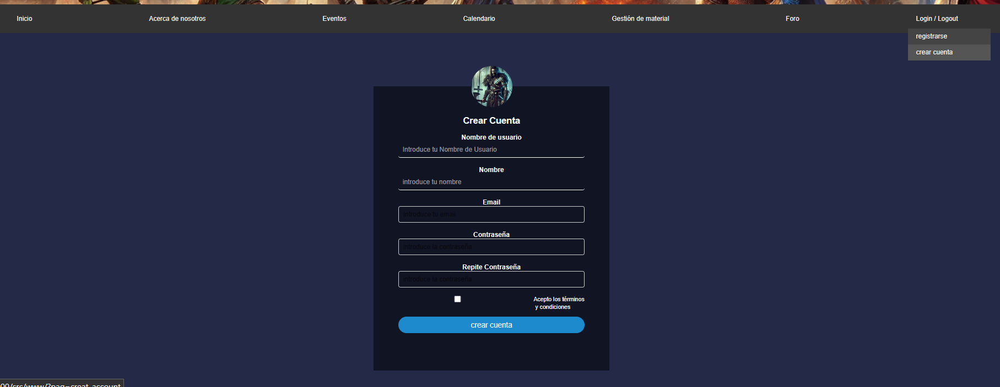 Inicio
Acerca de nosotros
Eventos
Calendario
Gestión de material
Foro
Login / Logout
registrarse
crear cuenta
Crear Cuenta
Nombre de usuario
Introduce tu Nombre de Usuario
Nombre
introduce tu nombre
Email
Introduce tu email
Contraseña
introduce la contraseña
Repite Contraseña
introduce la contraseña
Acepto los términos
y condiciones
crear cuenta
00/src/www/?pag=creat_account